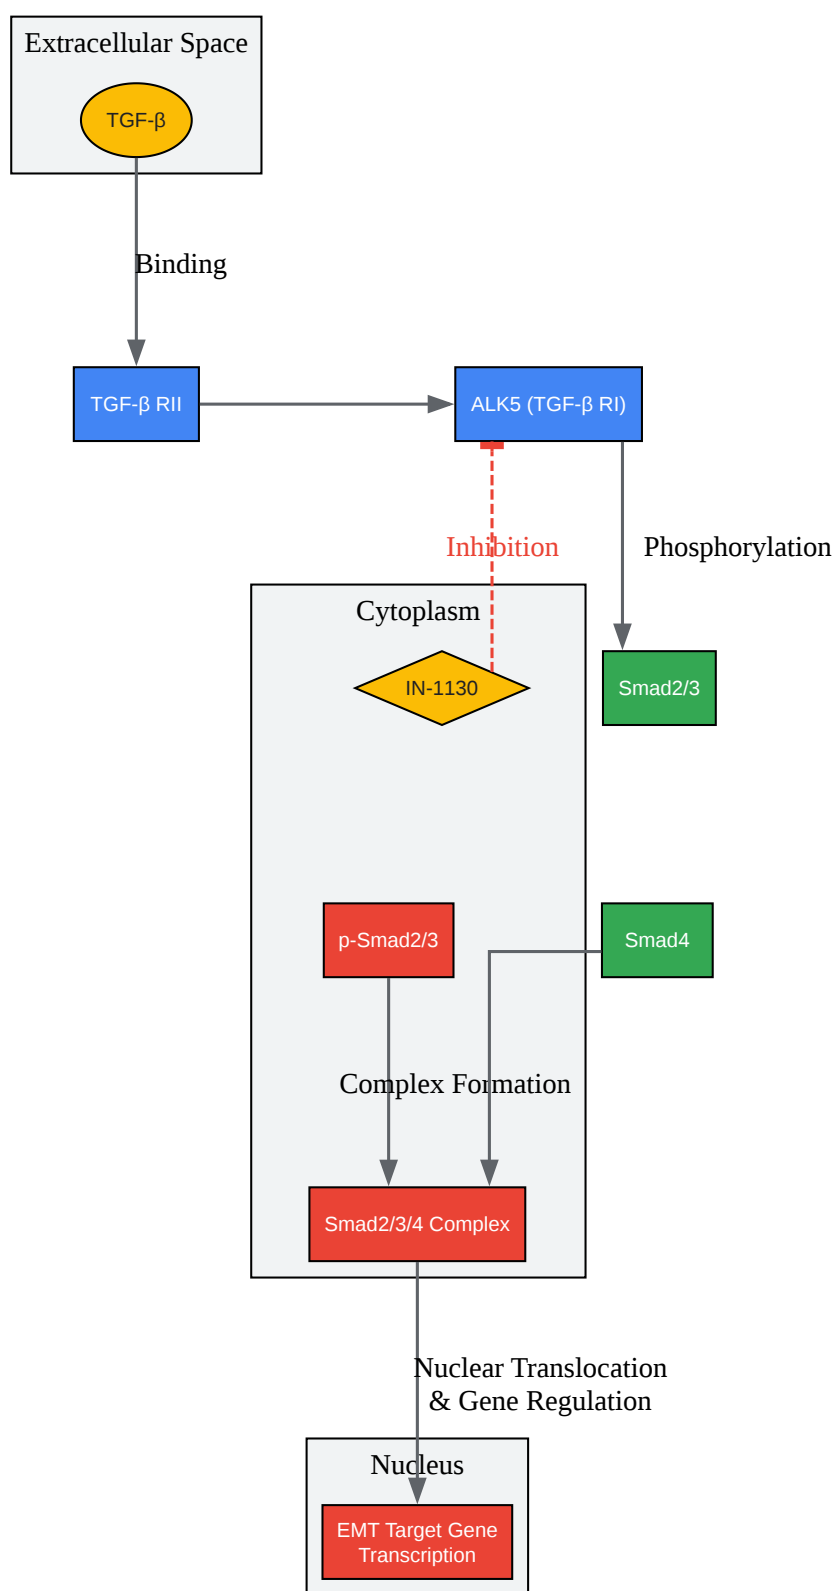 Extracellular Space
TGF-β
Binding
TGF-β RII
ALK5 (TGF-β RI)
Inhibition
Phosphorylation
Cytoplasm
IN-1130
Smad2/3
p-Smad2/3
Smad4
Complex Formation
Smad2/3/4 Complex
Nuclear Translocation
& Gene Regulation
Nucleus
EMT Target Gene
Transcription